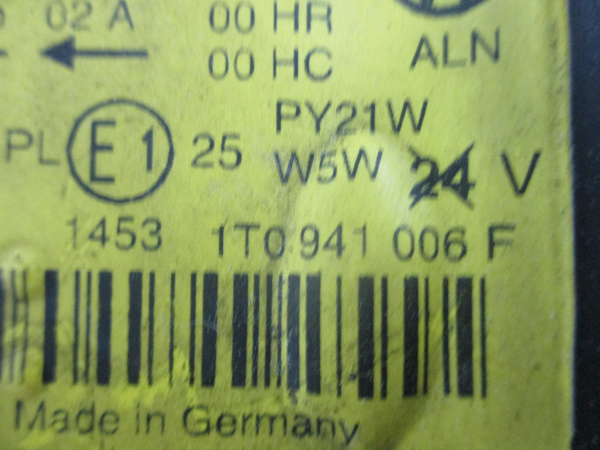 02 A 00 HR
00 HC ALN
PL E1 25 PY21W
W5W 24 V
1453 1T0 941 006 F
Made in Germany